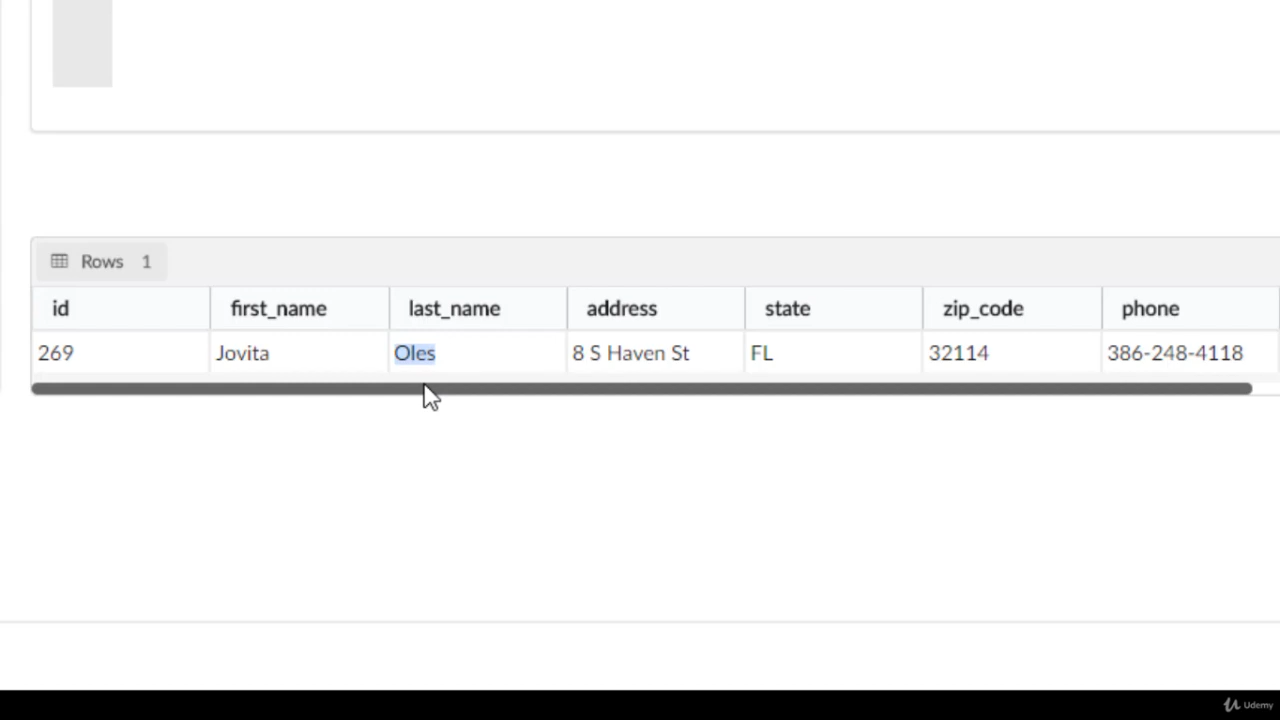 Rows 1
id first_name last_name address state zip_code phone
269 Jovita Oles 8 S Haven St FL 32114 386-248-4118
Udemy